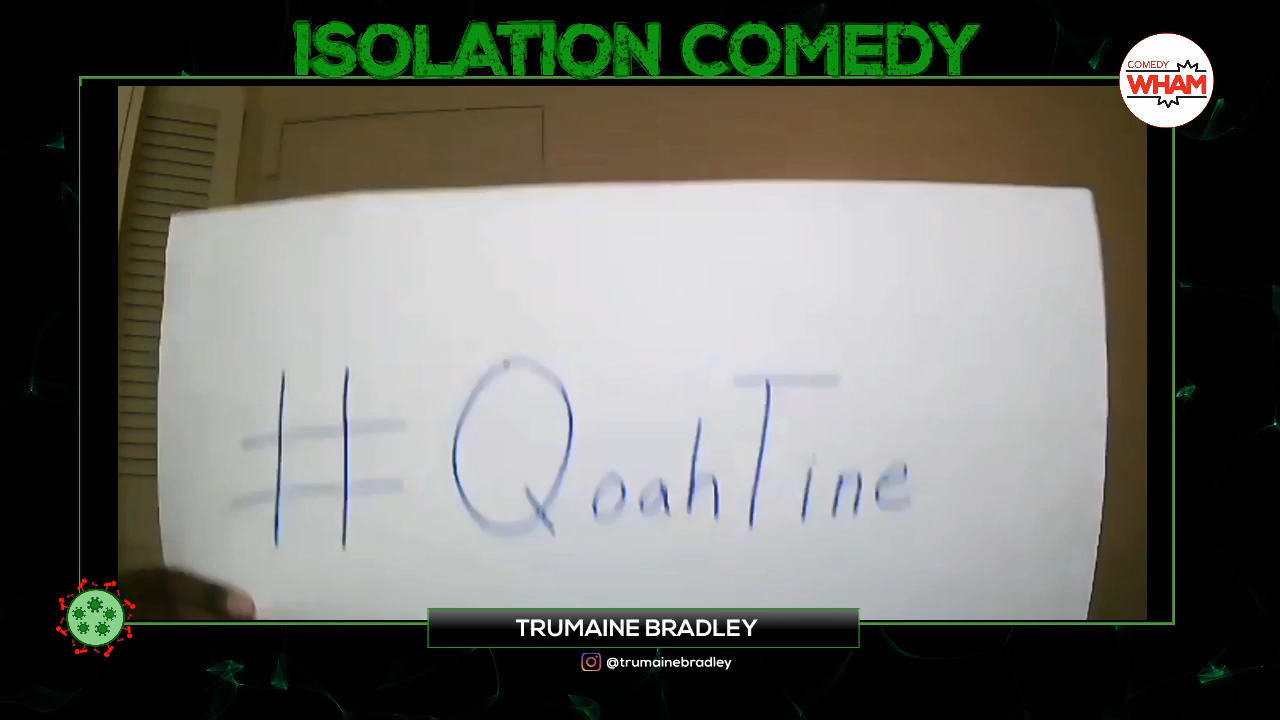 ISOLATION COMEDY
COMEDY
WHAM
#QoahTine
TRUMAINE BRADLEY
@trumainebradley